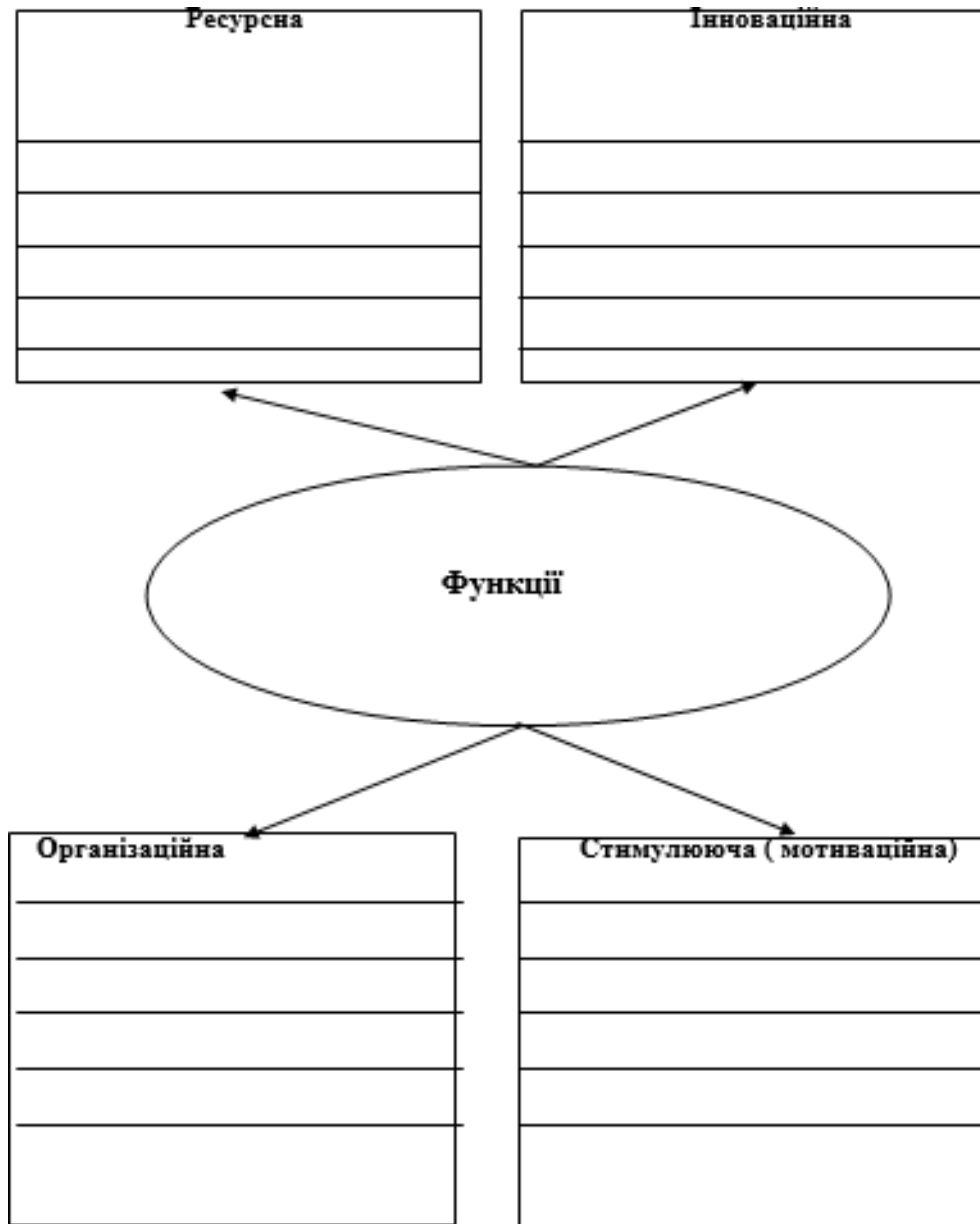 Ресурсна
Інноваційна
Функції
Організаційна
Стимулююча ( мотиваційна)